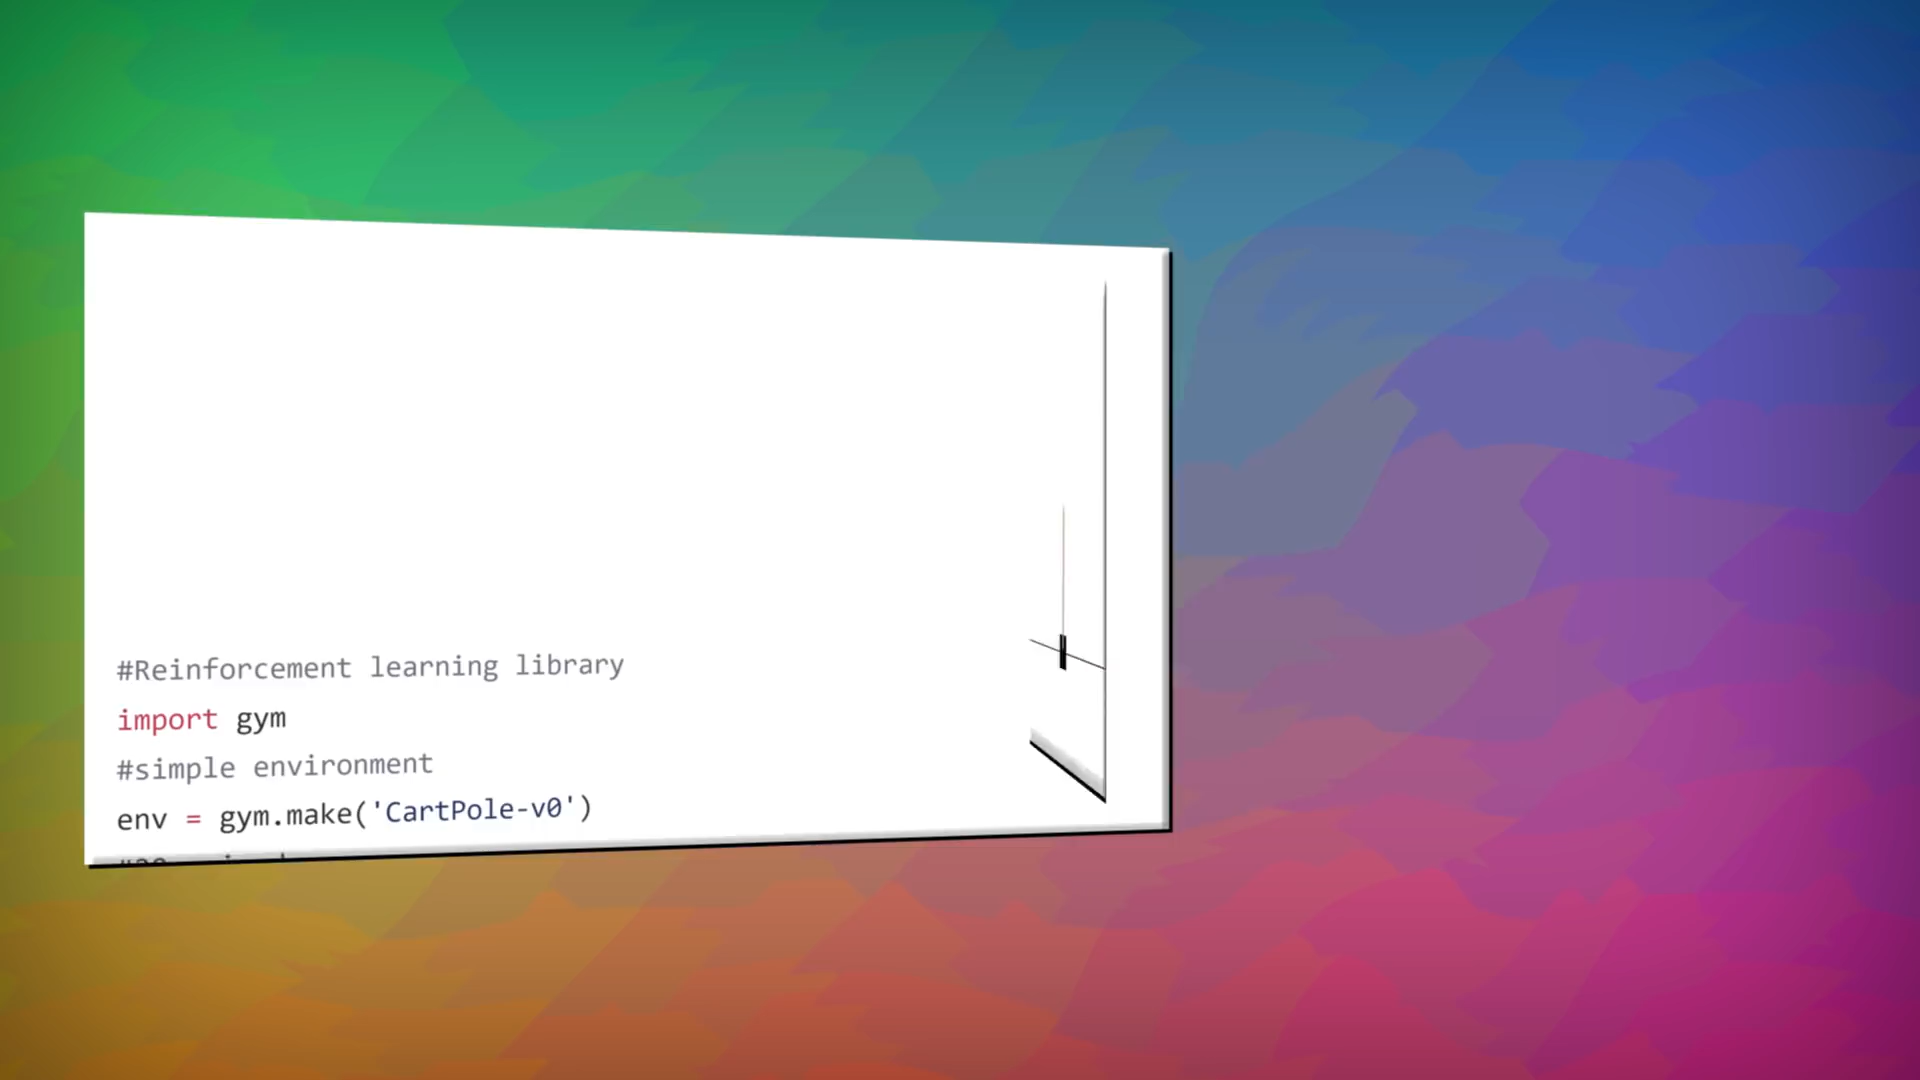 #Reinforcement learning library
import gym
#simple environment
env = gym.make('CartPole-v0')